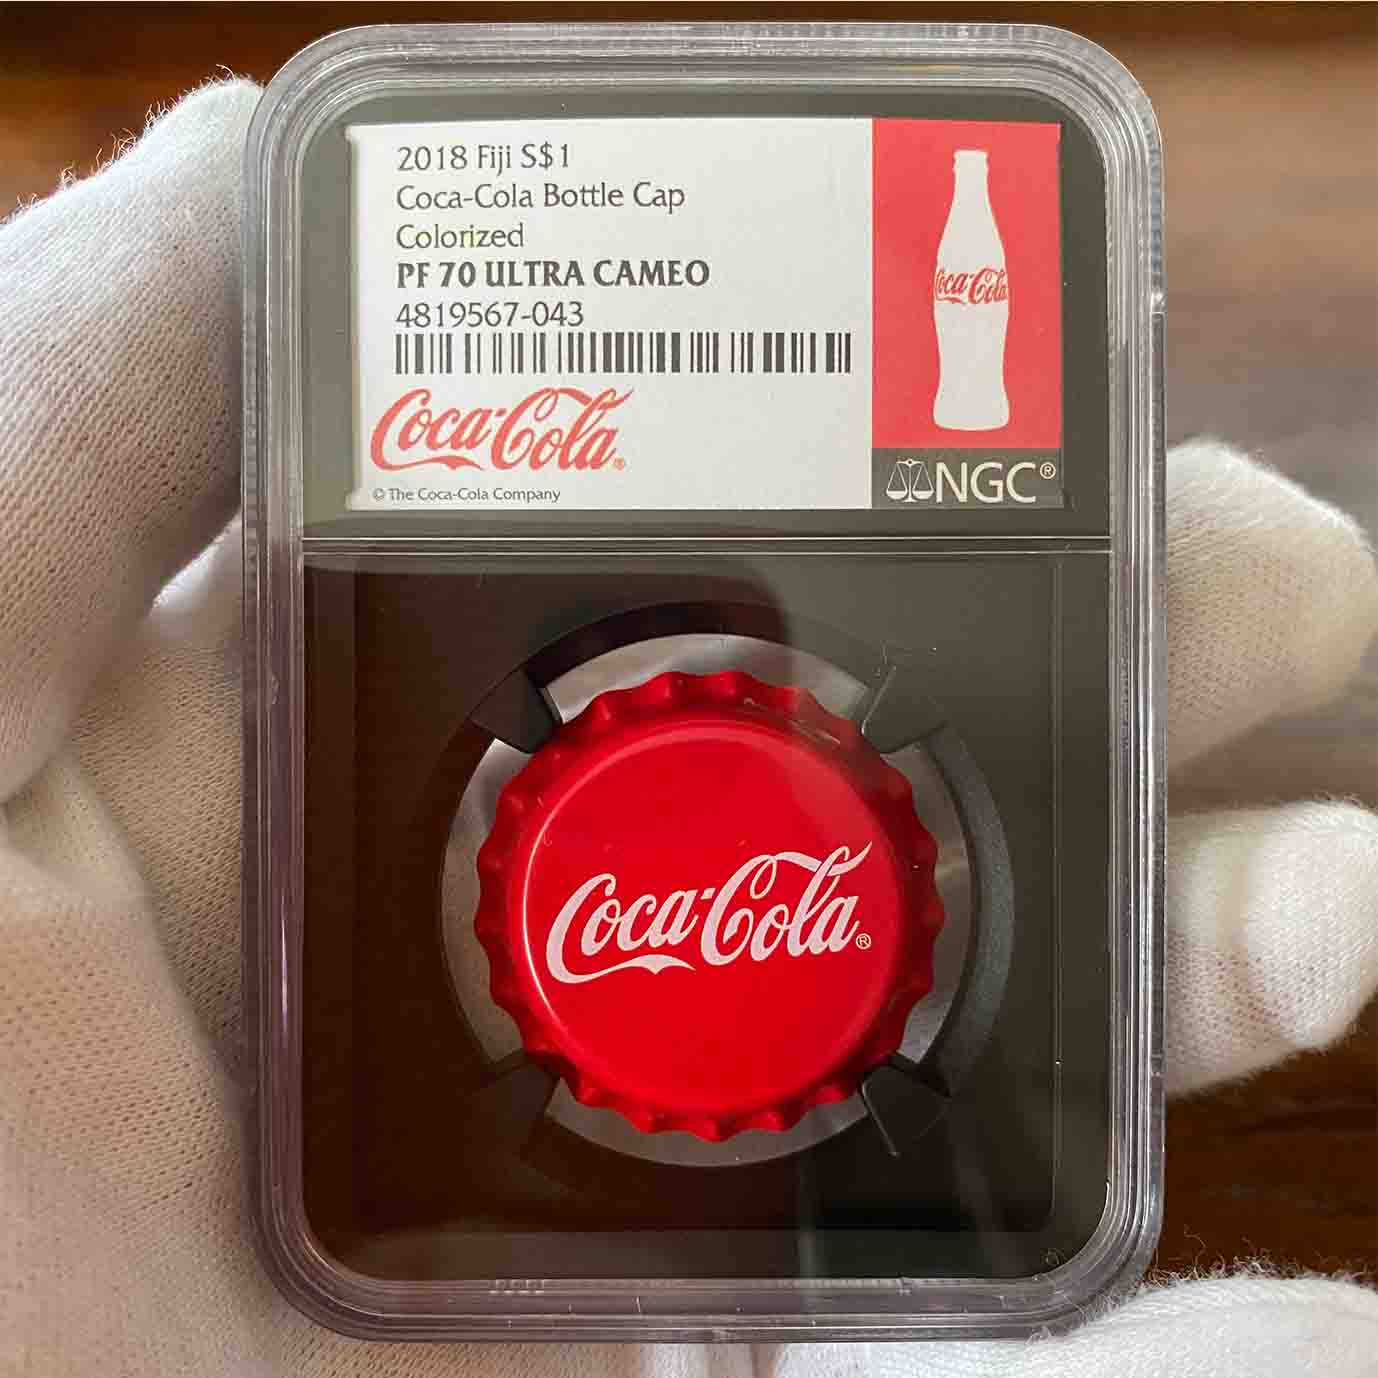 2018 Fiji S$1
Coca-Cola Bottle Cap
Colorized
PF 70 ULTRA CAMEO
4819567-043
Coca-Cola®
© The Coca-Cola Company
Coca-Cola
NGC®
Coca-Cola®